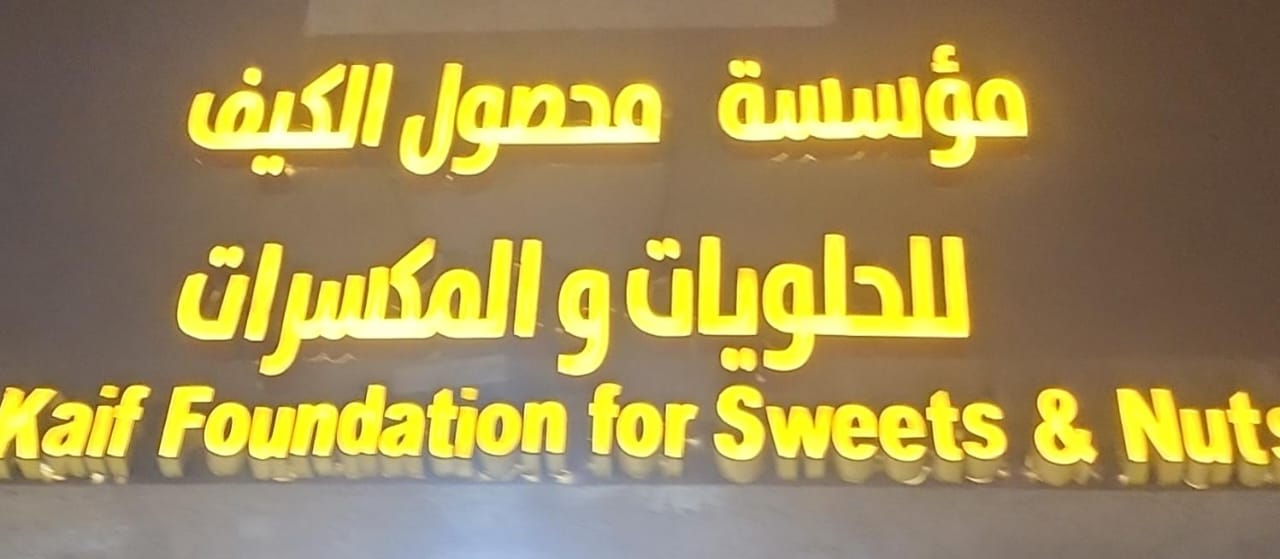 مؤسسة محصول الكيف
للحلويات و المكسرات
Kaif Foundation for Sweets & Nuts